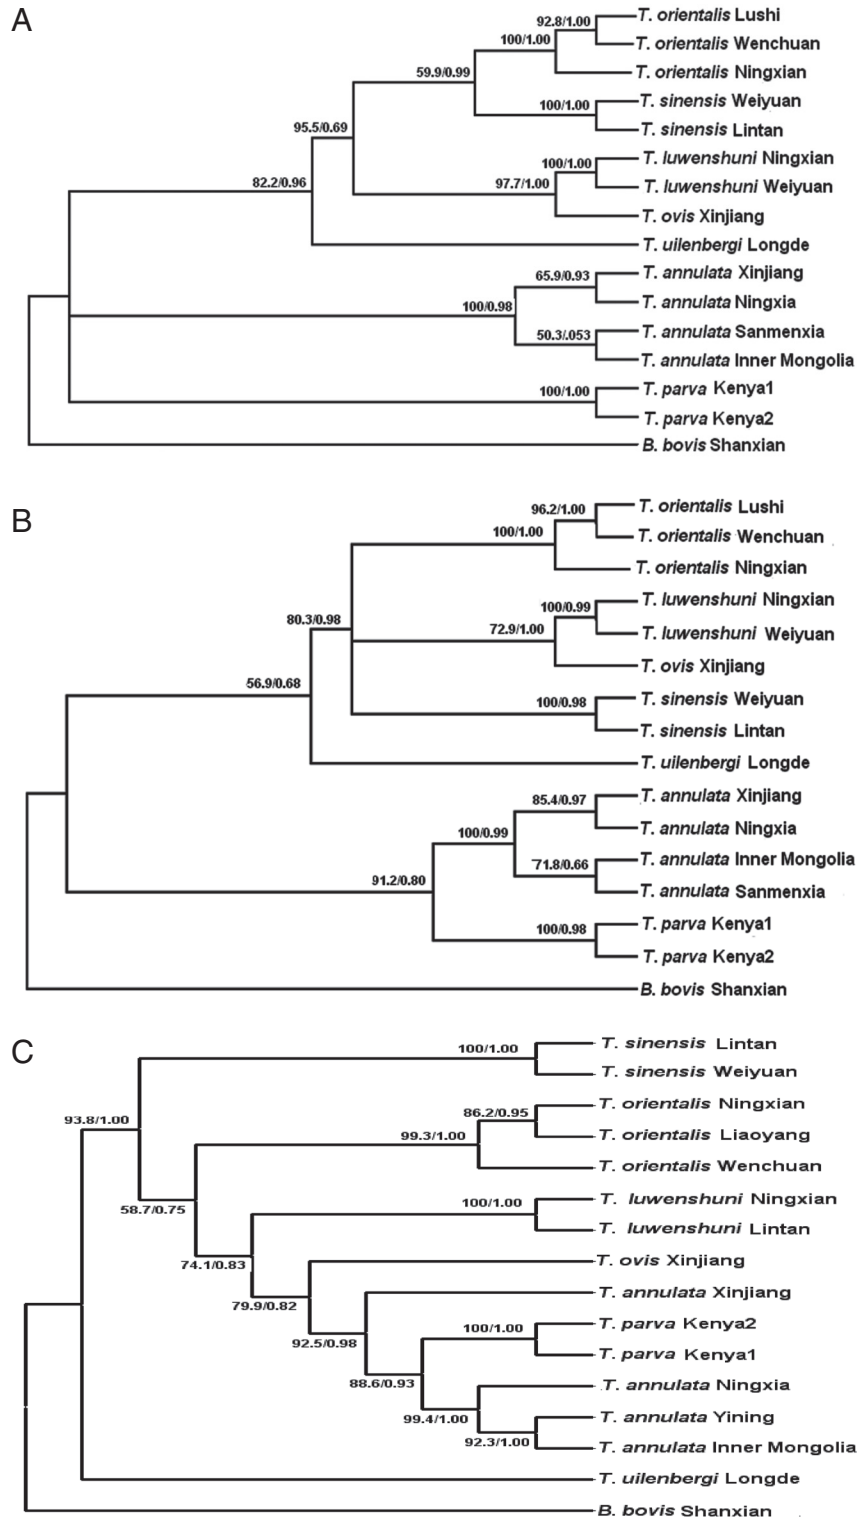 A
92.8/1.00
T. orientalis Lushi
100/1.00
T. orientalis Wenchuan
59.9/0.99
T. orientalis Ningxian
100/1.00
T. sinensis Weiyuan
95.5/0.69
T. sinensis Lintan
100/1.00
T. luwenshuni Ningxian
82.2/0.96
97.7/1.00
T. luwenshuni Weiyuan
T. ovis Xinjiang
T. uilenbergi Longde
65.9/0.93
T. annulata Xinjiang
100/0.98
T. annulata Ningxia
50.3/.053
T. annulata Sanmenxia
T. annulata Inner Mongolia
100/1.00
T. parva Kenya1
T. parva Kenya2
B. bovis Shanxian
B
96.2/1.00
T. orientalis Lushi
100/1.00
T. orientalis Wenchuan
T. orientalis Ningxian
100/0.99
T. luwenshuni Ningxian
80.3/0.98
72.9/1.00
T. luwenshuni Weiyuan
T. ovis Xinjiang
56.9/0.68
100/0.98
T. sinensis Weiyuan
T. sinensis Lintan
T. uilenbergi Longde
85.4/0.97
T. annulata Xinjiang
100/0.99
T. annulata Ningxia
71.8/0.66
T. annulata Inner Mongolia
91.2/0.80
T. annulata Sanmenxia
100/0.98
T. parva Kenya1
T. parva Kenya2
B. bovis Shanxian
C
100/1.00
T. sinensis Lintan
T. sinensis Weiyuan
93.8/1.00
86.2/0.95
T. orientalis Ningxian
99.3/1.00
T. orientalis Liaoyang
T. orientalis Wenchuan
58.7/0.75
100/1.00
T. luwenshuni Ningxian
T. luwenshuni Lintan
74.1/0.83
T. ovis Xinjiang
79.9/0.82
T. annulata Xinjiang
92.5/0.98
100/1.00
T. parva Kenya2
T. parva Kenya1
88.6/0.93
T. annulata Ningxia
99.4/1.00
T. annulata Yining
92.3/1.00
T. annulata Inner Mongolia
T. uilenbergi Longde
B. bovis Shanxian